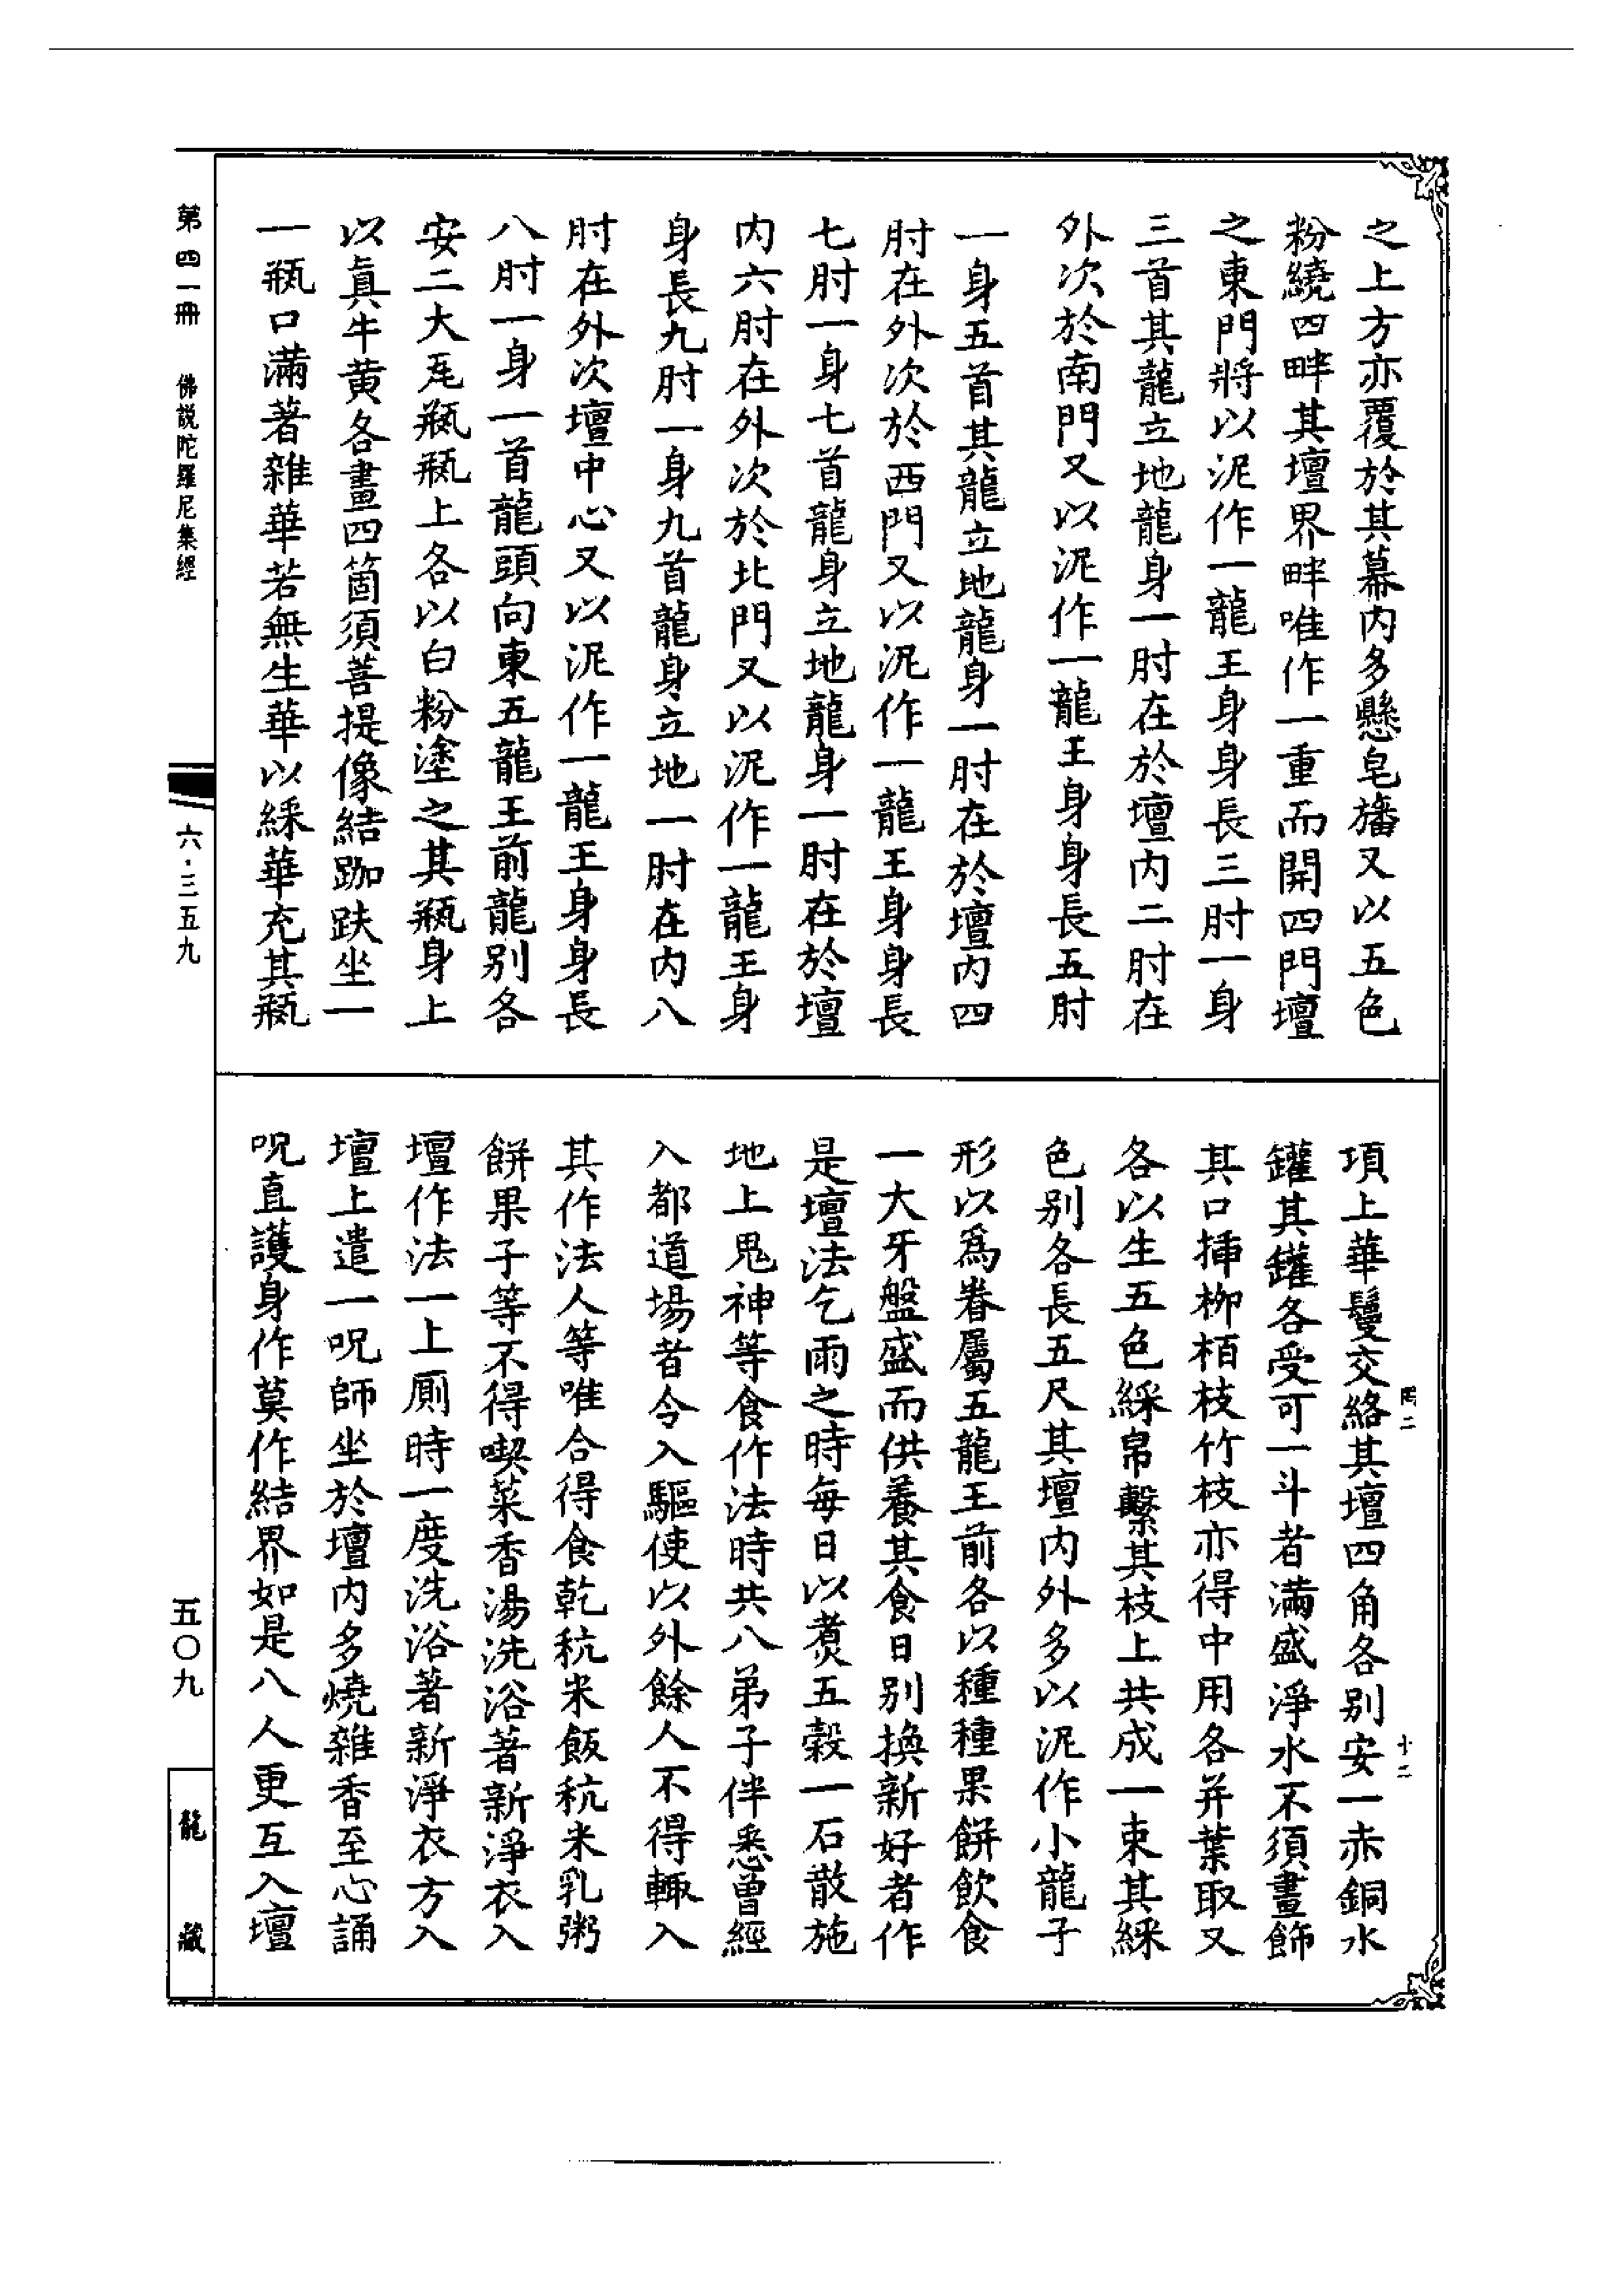 之上方亦覆於其幕內多懸皂旛又以五色
粉繞四畔其壇界畔唯作一重而開四門壇
之東門將以泥作一龍王身身長三肘一身
三首其龍立地龍身一肘在於壇內二肘在
外次於南門又以泥作一龍王身身長五肘
一身五首其龍立地龍身一肘在於壇內四
肘在外次於西門又以泥作一龍王身身長
七肘一身七首龍身立地龍身一肘在於壇
內六肘在外次於北門又以泥作一龍王身
身長九肘一身九首龍身立地一肘在內八
肘在外次壇中心又以泥作一龍王身身長
八肘一身一首龍頭向東五龍王前龍別各
安二大瓦瓶瓶上各以白粉塗之其瓶身上
以真牛黄各畫四箇須菩提像結跏趺坐一
一瓶口滿著雜華若無生華以綵華充其瓶
項上華鬘交絡其壇四角各別安一赤銅水
罐其罐各受可一斗者滿盛淨水不須畫飾
其口揷栁栢枝竹枝亦得中用各并葉取又
各以生五色綵帛繫其枝上共成一束其綵
色別各長五尺其壇內外多以泥作小龍子
形以爲眷屬五龍王前各以種種果餅飲食
一大牙盤盛而供養其食日別換新好者作
是壇法乞雨之時每日以煑五穀一石散施
地上鬼神等食作法時共八弟子伴悉曾經
入都道場者令入驅使以外餘人不得輙入
其作法人等唯合得食乾秔米飯秔米乳粥
餅果子等不得喫菜香湯洗浴著新淨衣入
壇作法一上厠時一度洗浴著新淨衣方入
壇上遣一呪師坐於壇內多燒雜香至心誦
呪直護身作莫作結界如是八人更互入壇
第四一冊 佛説陀羅尼集經
六·三五九
五〇九
龍藏
十二